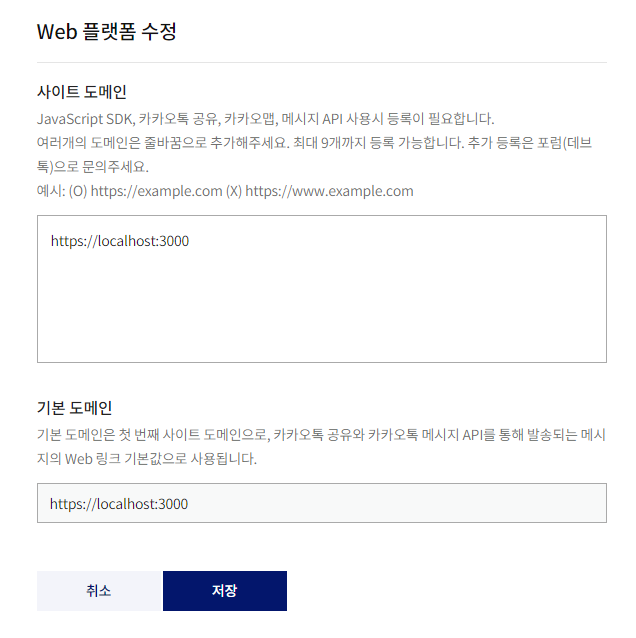 Web 플랫폼 수정
사이트 도메인
JavaScript SDK, 카카오톡 공유, 카카오맵, 메시지 API 사용시 등록이 필요합니다.
여러개의 도메인은 줄바꿈으로 추가해주세요. 최대 9개까지 등록 가능합니다. 추가 등록은 포럼(데브
톡)으로 문의주세요.
예시: (O) https://example.com (X) https://www.example.com
https://localhost:3000
기본 도메인
기본 도메인은 첫 번째 사이트 도메인으로, 카카오톡 공유와 카카오톡 메시지 API를 통해 발송되는 메시
지의 Web 링크 기본값으로 사용됩니다.
https://localhost:3000
취소
저장